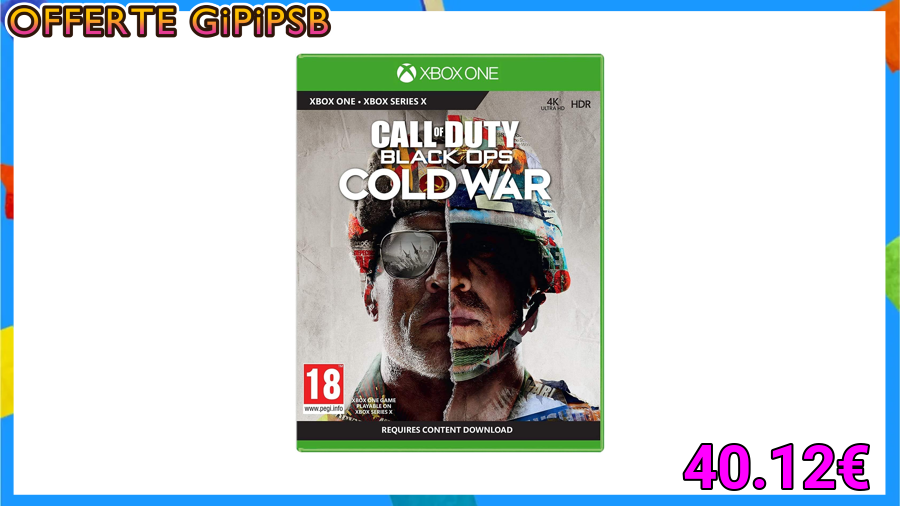 OFFERTE GiPiPSB
XBOX ONE
XBOX ONE • XBOX SERIES X
4K
ULTRA HD
HDR
CALL OF DUTY
BLACK OPS
COLD WAR
18
www.pegi.info
XBOX ONE GAME
PLAYABLE ON
XBOX SERIES X
REQUIRES CONTENT DOWNLOAD
40.12€